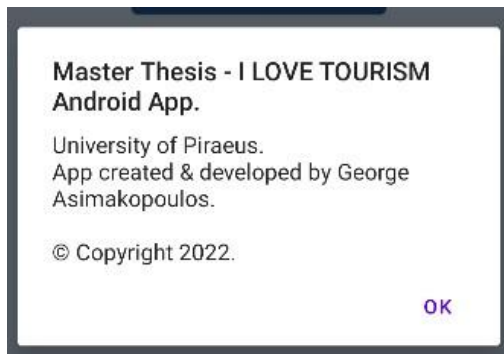 Master Thesis - I LOVE TOURISM
Android App.
University of Piraeus.
App created & developed by George
Asimakopoulos.
© Copyright 2022.
OK